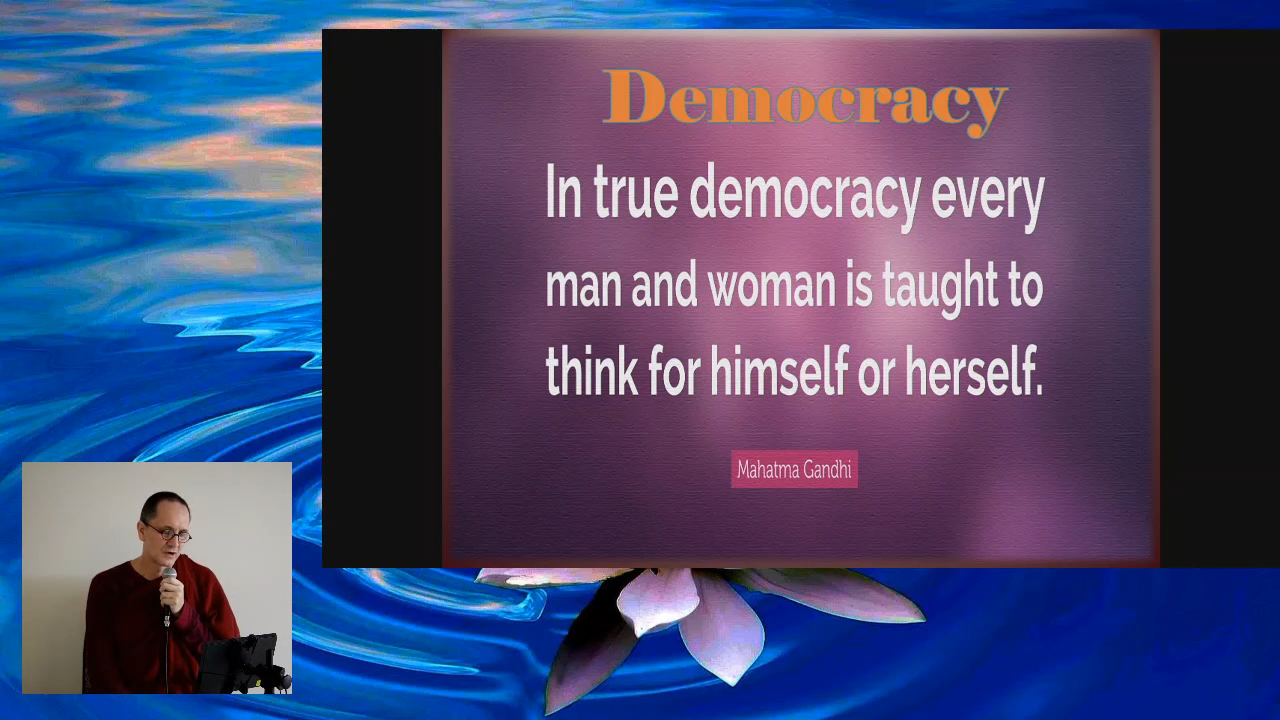 Democracy
In true democracy every
man and woman is taught to
think for himself or herself.
Mahatma Gandhi